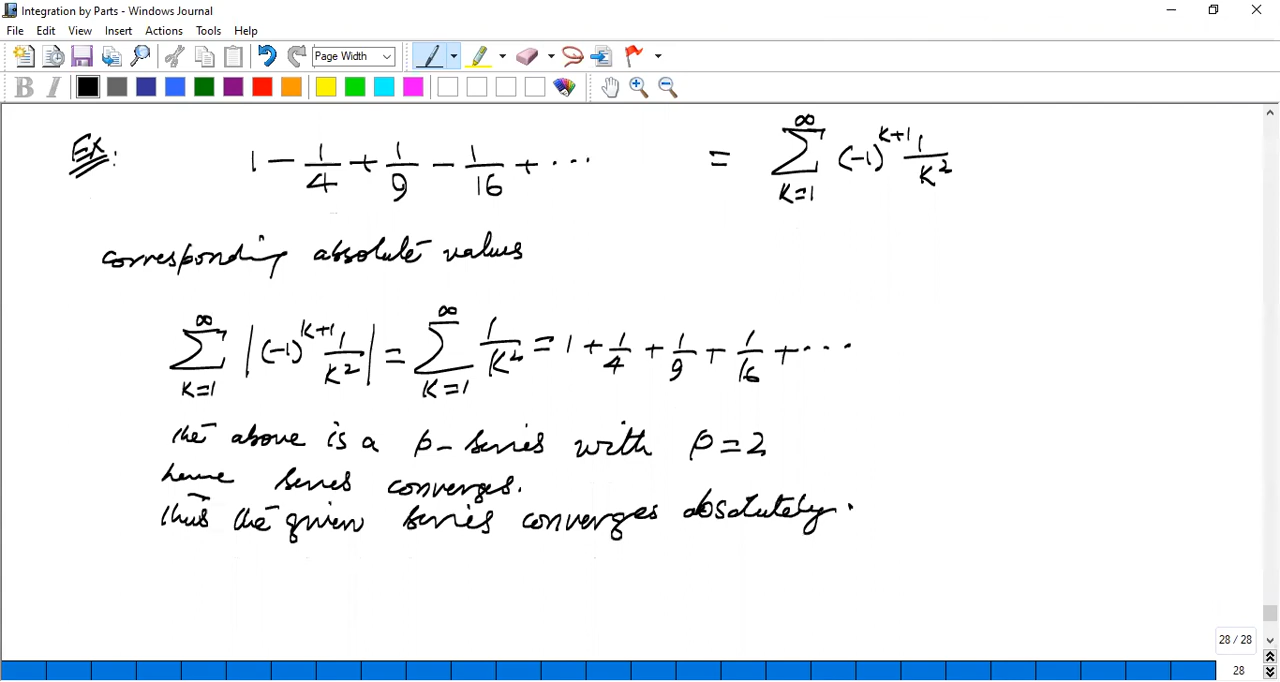 Integration by Parts - Windows Journal
File Edit View Insert Actions Tools Help
Page Width
B I
Ex: 1 - 1/4 + 1/9 - 1/16 + ... = ∑_{k=1}^{∞} (-1)^{k+1} 1/k^2
corresponding absolute values
∑_{k=1}^{∞} |(-1)^{k+1} 1/k^2| = ∑_{k=1}^{∞} 1/k^2 = 1 + 1/4 + 1/9 + 1/16 + ...
the above is a p-series with p=2
hence series converges.
thus the given series converges absolutely.
28 / 28
28